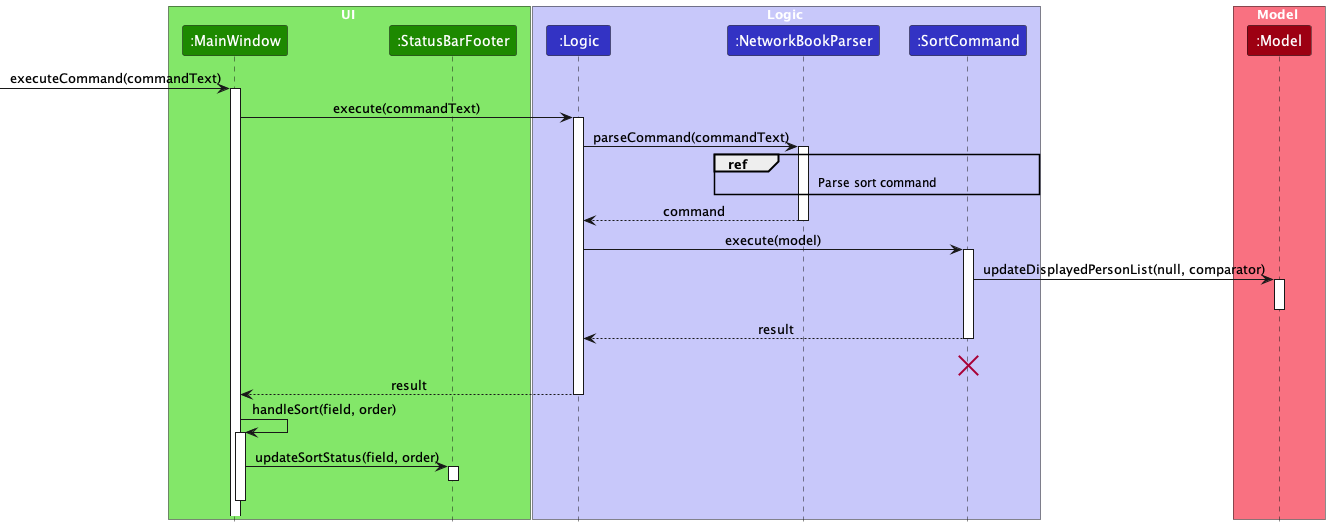 UI
Logic
Model
:MainWindow
:StatusBarFooter
:Logic
:NetworkBookParser
:SortCommand
:Model
executeCommand(commandText)
execute(commandText)
parseCommand(commandText)
ref
Parse sort command
command
execute(model)
updateDisplayedPersonList(null, comparator)
result
result
handleSort(field, order)
updateSortStatus(field, order)